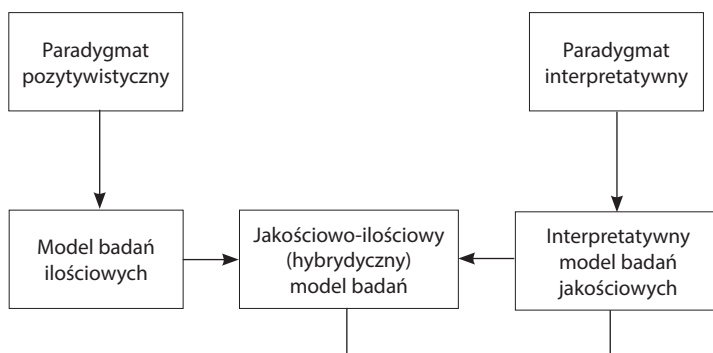 Paradygmat
pozytywistyczny
Paradygmat
interpretatywny
Model badań
ilościowych
Jakościowo-ilościowy
(hybrydyczny)
model badań
Interpretatywny
model badań
jakościowych